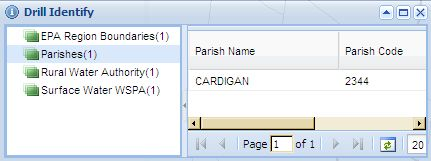 Drill Identify
EPA Region Boundaries(1)
Parishes(1)
Rural Water Authority(1)
Surface Water WSPA(1)
Parish Name Parish Code
CARDIGAN 2344
Page 1 of 1 20